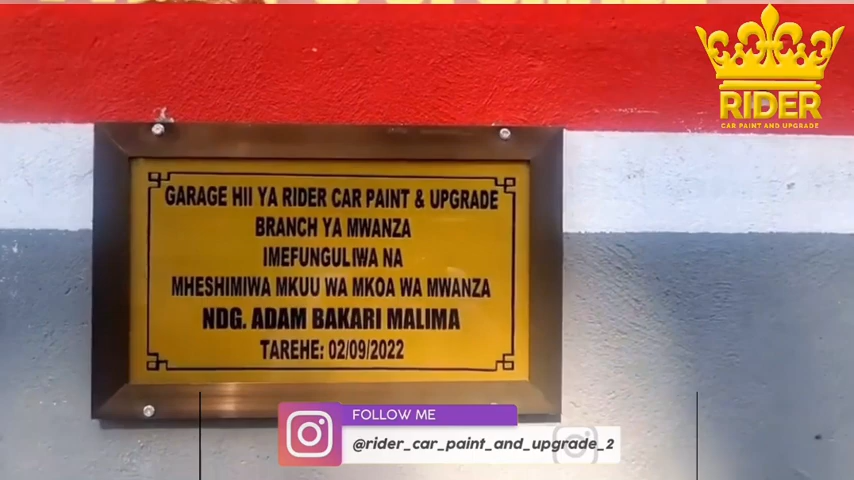 RIDER
CAR PAINT AND UPGRADE
GARAGE HII YA RIDER CAR PAINT & UPGRADE
BRANCH YA MWANZA
IMEFUNGULIWA NA
MHESHIMIWA MKUU WA MKOA WA MWANZA
NDG. ADAM BAKARI MALIMA
TAREHE: 02/09/2022
FOLLOW ME
@rider_car_paint_and_upgrade_2